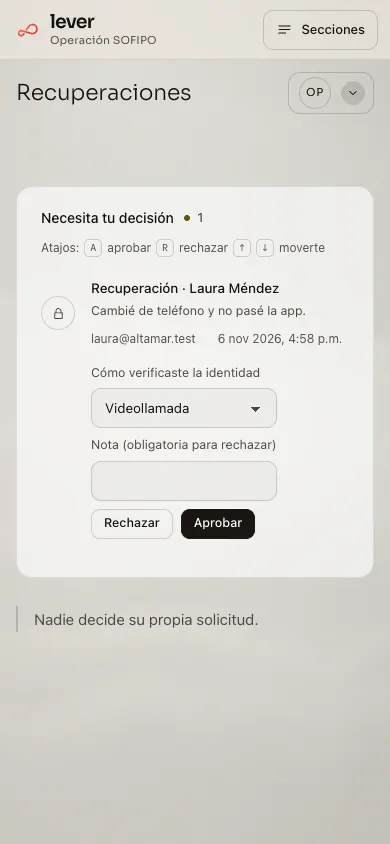 lever
Operación SOFIPO
Secciones
Recuperaciones
OP
Necesita tu decisión 1
Atajos: A aprobar R rechazar ↑ ↓ moverte
Recuperación · Laura Méndez
Cambié de teléfono y no pasé la app.
laura@altamar.test 6 nov 2026, 4:58 p.m.
Cómo verificaste la identidad
Videollamada
Nota (obligatoria para rechazar)
Rechazar Aprobar
Nadie decide su propia solicitud.